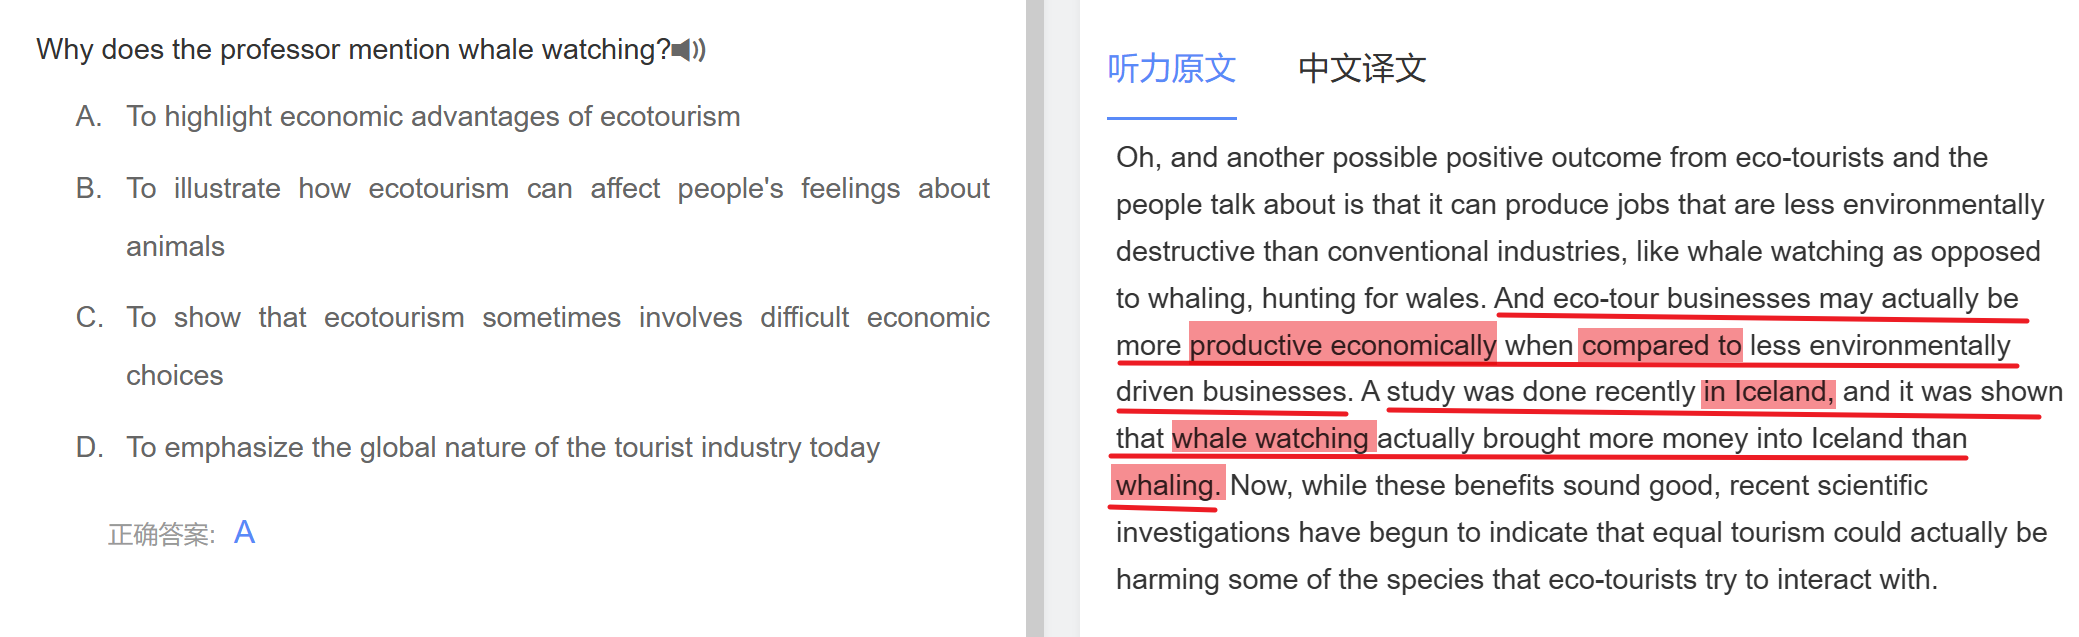 Why does the professor mention whale watching?
A. To highlight economic advantages of ecotourism
B. To illustrate how ecotourism can affect people's feelings about
animals
C. To show that ecotourism sometimes involves difficult economic
choices
D. To emphasize the global nature of the tourist industry today
正确答案: A
听力原文 中文译文
Oh, and another possible positive outcome from eco-tourists and the
people talk about is that it can produce jobs that are less environmentally
destructive than conventional industries, like whale watching as opposed
to whaling, hunting for wales. And eco-tour businesses may actually be
more productive economically when compared to less environmentally
driven businesses. A study was done recently in Iceland, and it was shown
that whale watching actually brought more money into Iceland than
whaling. Now, while these benefits sound good, recent scientific
investigations have begun to indicate that equal tourism could actually be
harming some of the species that eco-tourists try to interact with.